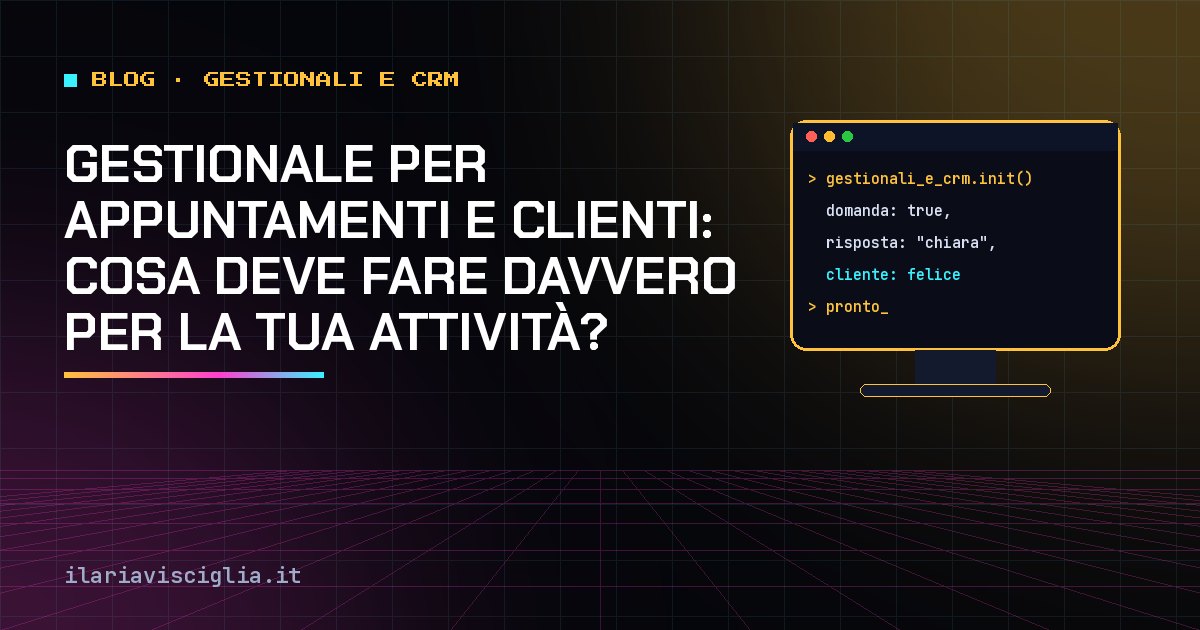 BLOG · GESTIONALI E CRM
GESTIONALE PER
APPUNTAMENTI E CLIENTI:
COSA DEVE FARE DAVVERO
PER LA TUA ATTIVITÀ?
> gestionali_e_crm.init()
domanda: true,
risposta: "chiara",
cliente: felice
> pronto_
ilariavisciglia.it